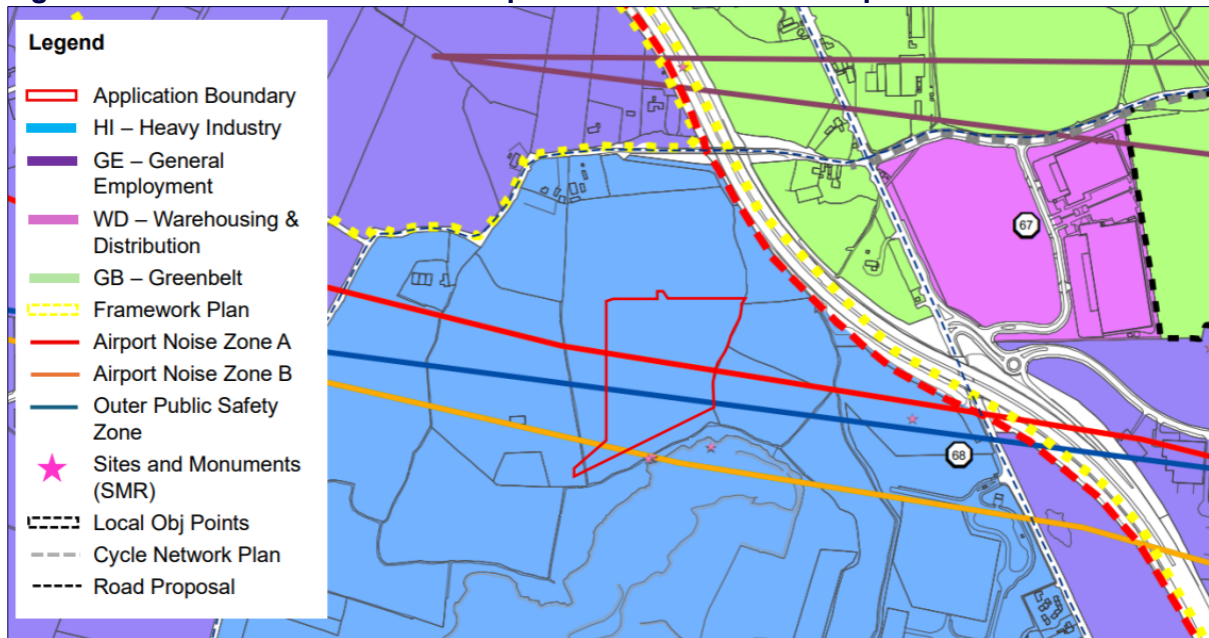 Legend
Application Boundary
HI – Heavy Industry
GE – General
Employment
WD – Warehousing &
Distribution
GB – Greenbelt
Framework Plan
Airport Noise Zone A
Airport Noise Zone B
Outer Public Safety
Zone
Sites and Monuments
(SMR)
Local Obj Points
Cycle Network Plan
Road Proposal
67
68